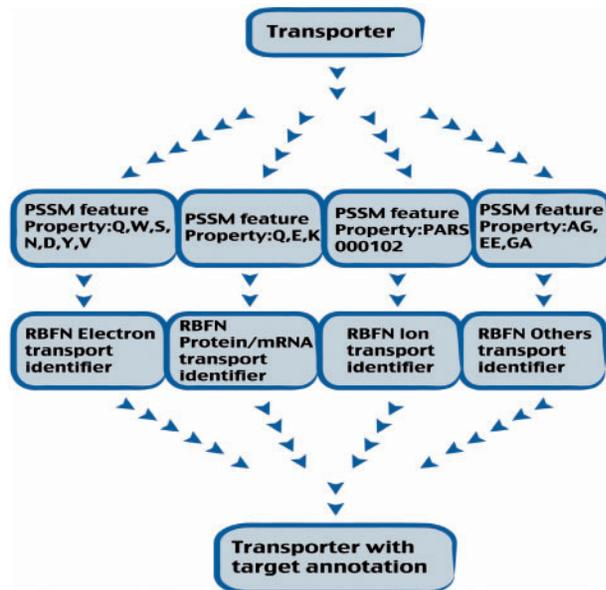 Transporter
PSSM feature
Property:Q,W,S,
N,D,Y,V
PSSM feature
Property:Q,E,K
PSSM feature
Property:PARS
000102
PSSM feature
Property:AG,
EE,GA
RBFN Electron
transport
identifier
RBFN
Protein/mRNA
transport
identifier
RBFN Ion
transport
identifier
RBFN Others
transport
identifier
Transporter with
target annotation